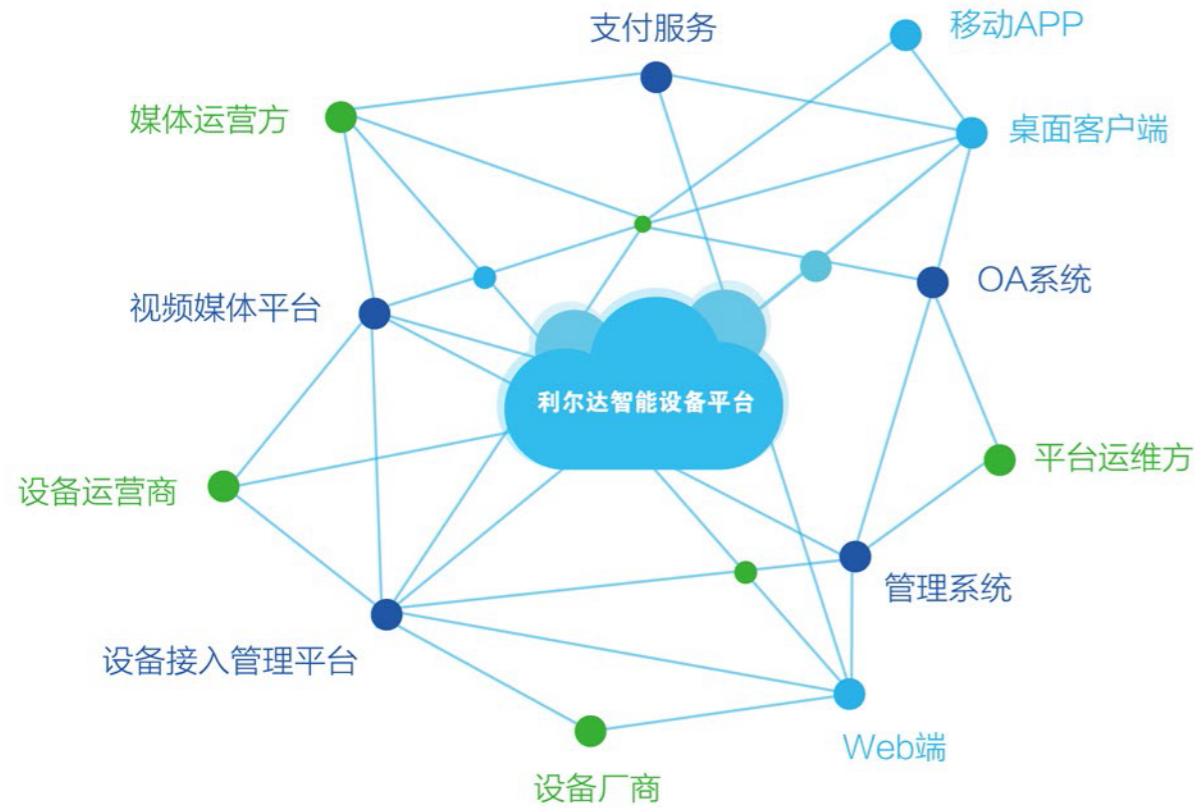 支付服务
移动APP
媒体运营方
桌面客户端
视频媒体平台
OA系统
利尔达智能设备平台
设备运营商
平台运维方
管理系统
设备接入管理平台
Web端
设备厂商